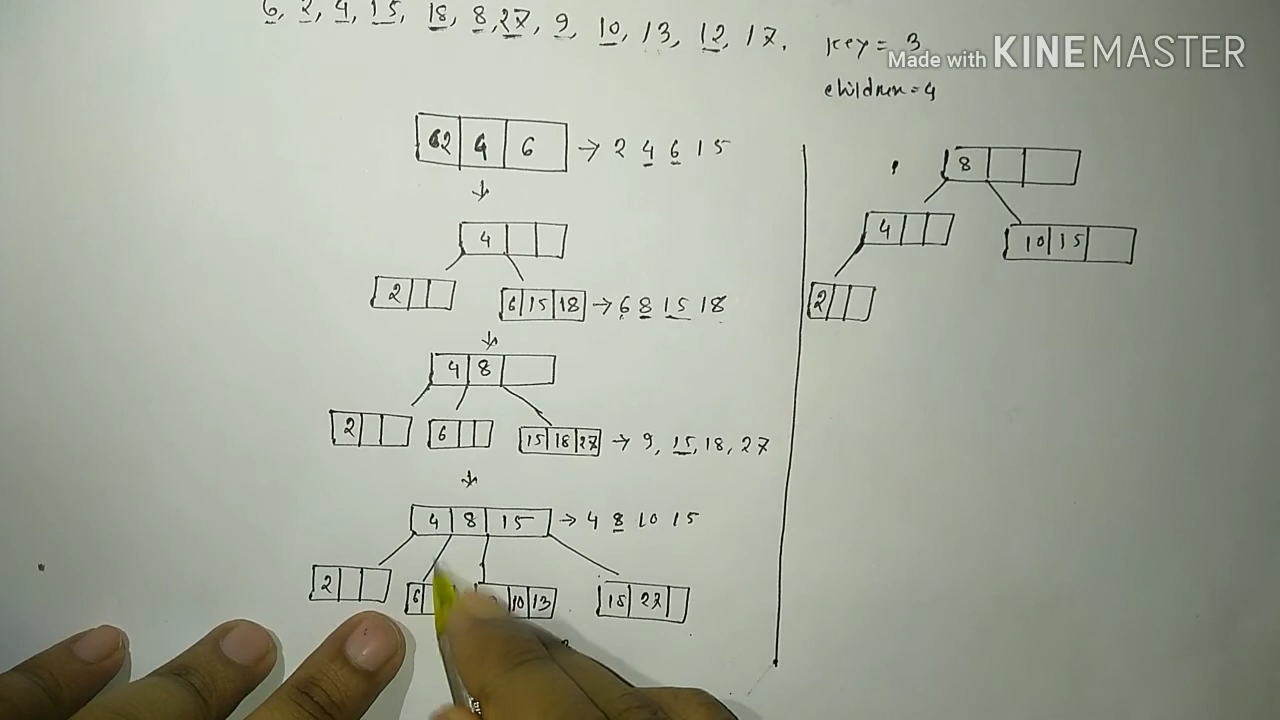 6, 2, 4, 15, 18, 8, 27, 9, 10, 13, 12, 17.
key = 3
Made with KINEMASTER
children = 4
62 4 6 → 2 4 6 15
4
2
6 15 18 → 6 8 15 18
4 8
2
6
15 18 27 → 9, 15, 18, 27
4 8 15 → 4 8 10 15
2
6
10 13
18 27
8
4
10 15
2